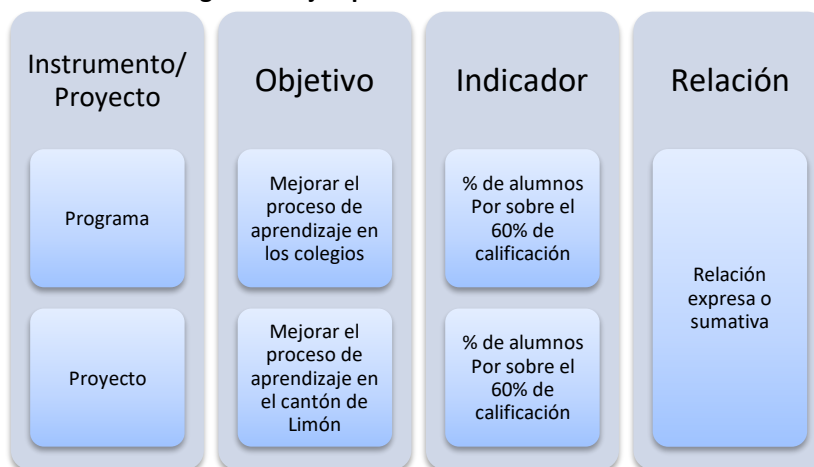 Instrumento/
Proyecto
Programa
Proyecto
Objetivo
Mejorar el
proceso de
aprendizaje en
los colegios
Mejorar el
proceso de
aprendizaje en
el cantón de
Limón
Indicador
% de alumnos
Por sobre el
60% de
calificación
% de alumnos
Por sobre el
60% de
calificación
Relación
Relación
expresa o
sumativa